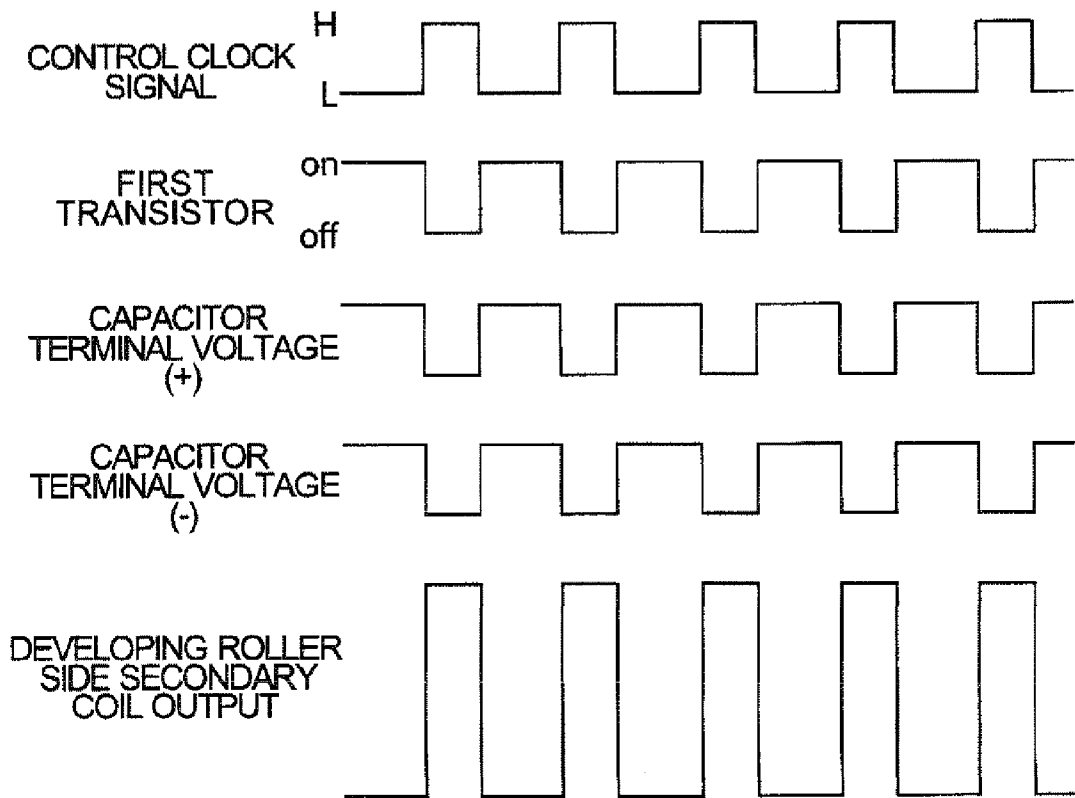 H
CONTROL CLOCK
SIGNAL
L
on
FIRST
TRANSISTOR
off
CAPACITOR
TERMINAL VOLTAGE
(+)
CAPACITOR
TERMINAL VOLTAGE
(-)
DEVELOPING ROLLER
SIDE SECONDARY
COIL OUTPUT